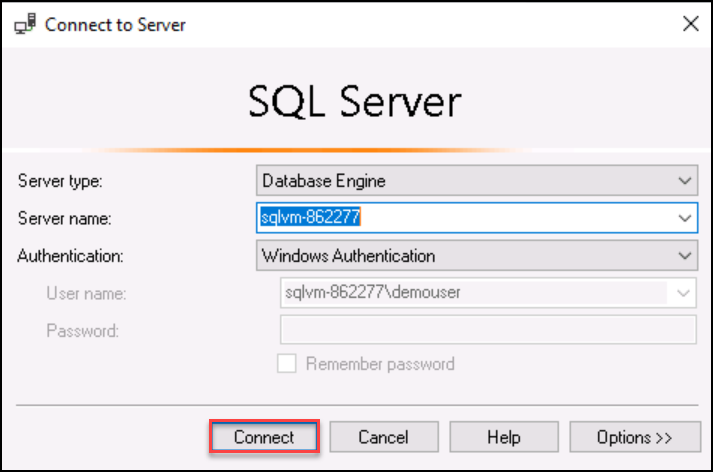 Connect to Server
SQL Server
Server type: Database Engine
Server name: sqlvm-862277
Authentication: Windows Authentication
User name: sqlvm-862277\demouser
Password:
Remember password
Connect Cancel Help Options >>